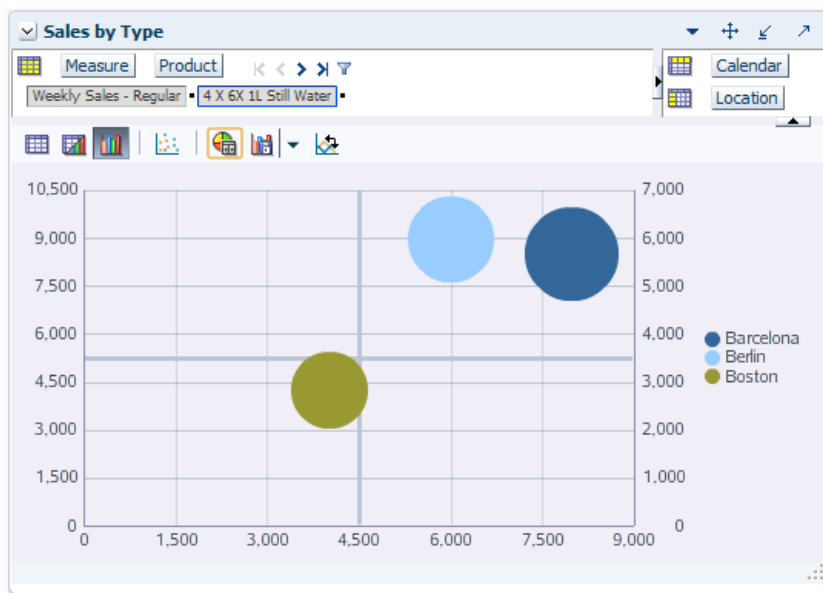 Sales by Type
Measure Product
Calendar
Weekly Sales - Regular 4 X 6X 1L Still Water
Location
10,500 7,000
9,000 6,000
7,500 5,000
6,000 4,000
Barcelona
Berlin
Boston
4,500 3,000
3,000 2,000
1,500 1,000
0 0
0 1,500 3,000 4,500 6,000 7,500 9,000